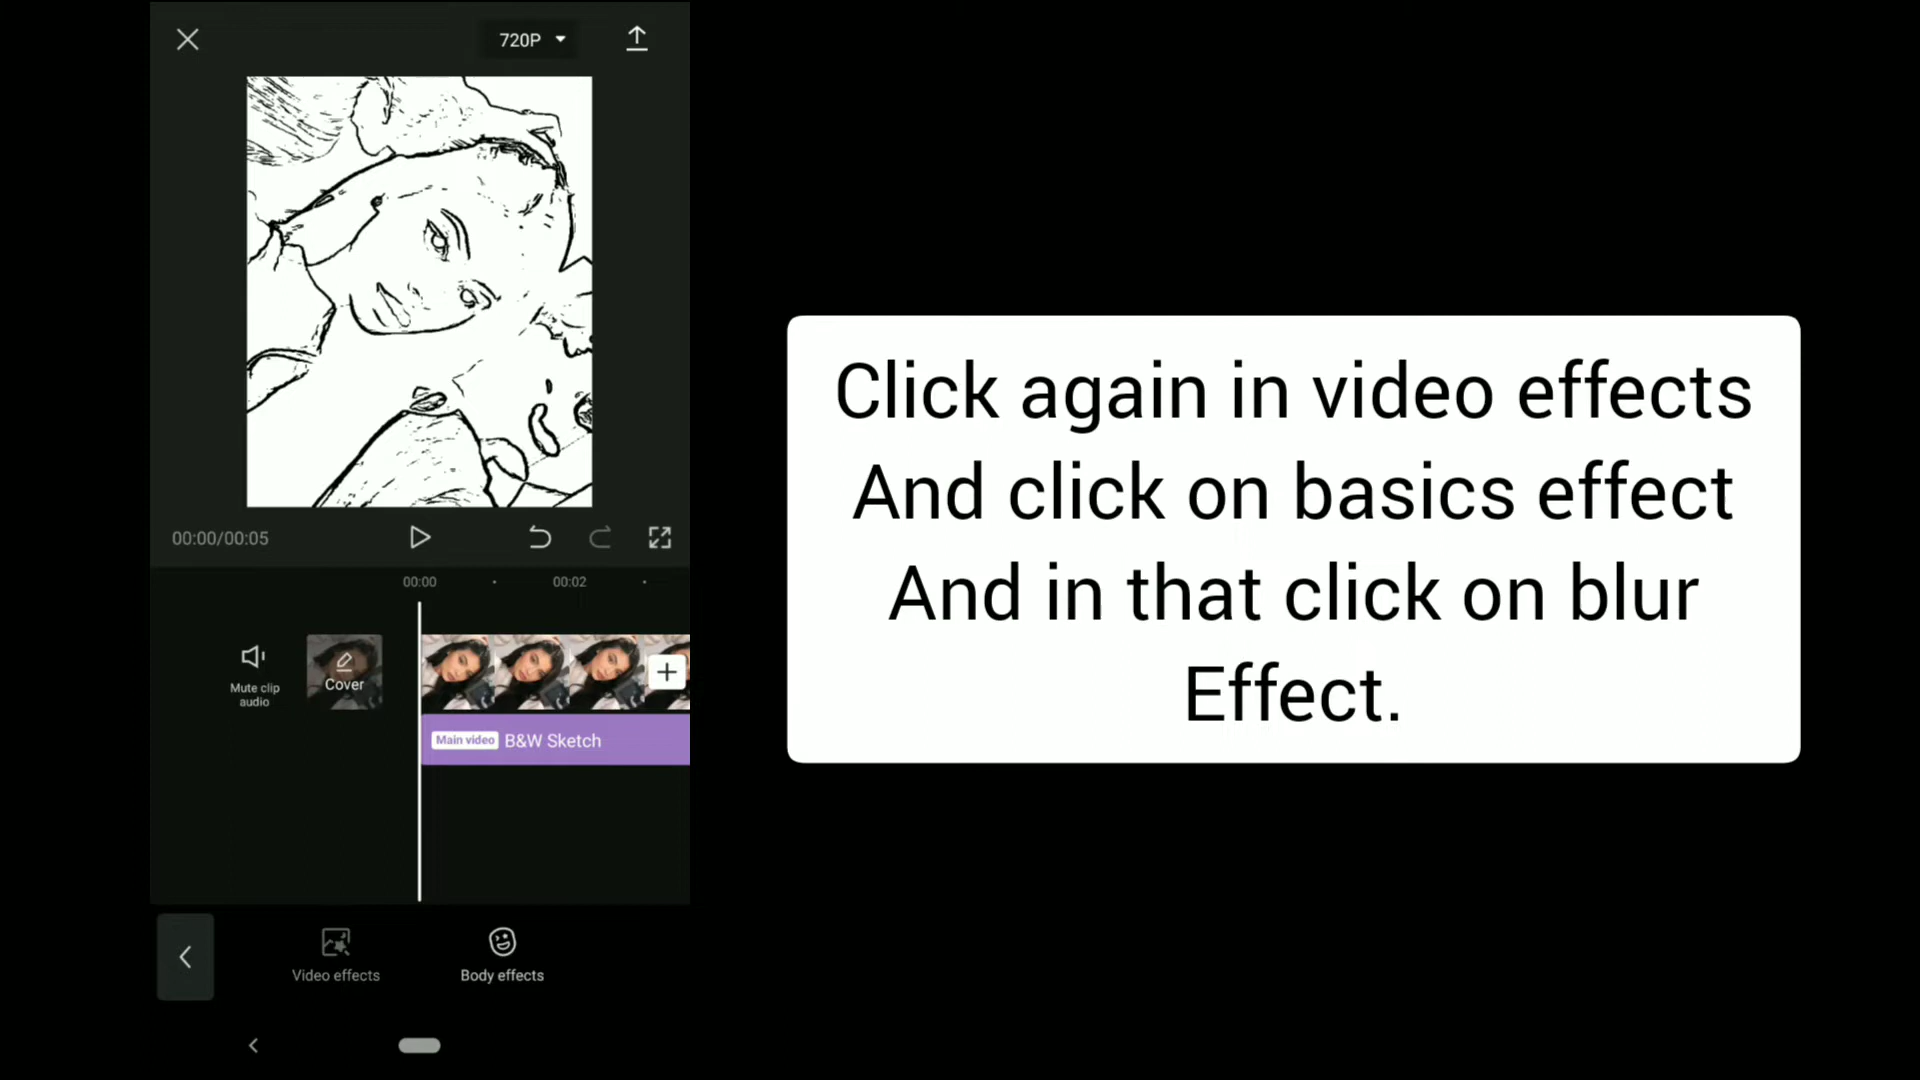 720P
00:00/00:05
00:00
00:02
Mute clip
audio
Cover
Main video B&W Sketch
Video effects
Body effects
Click again in video effects
And click on basics effect
And in that click on blur
Effect.